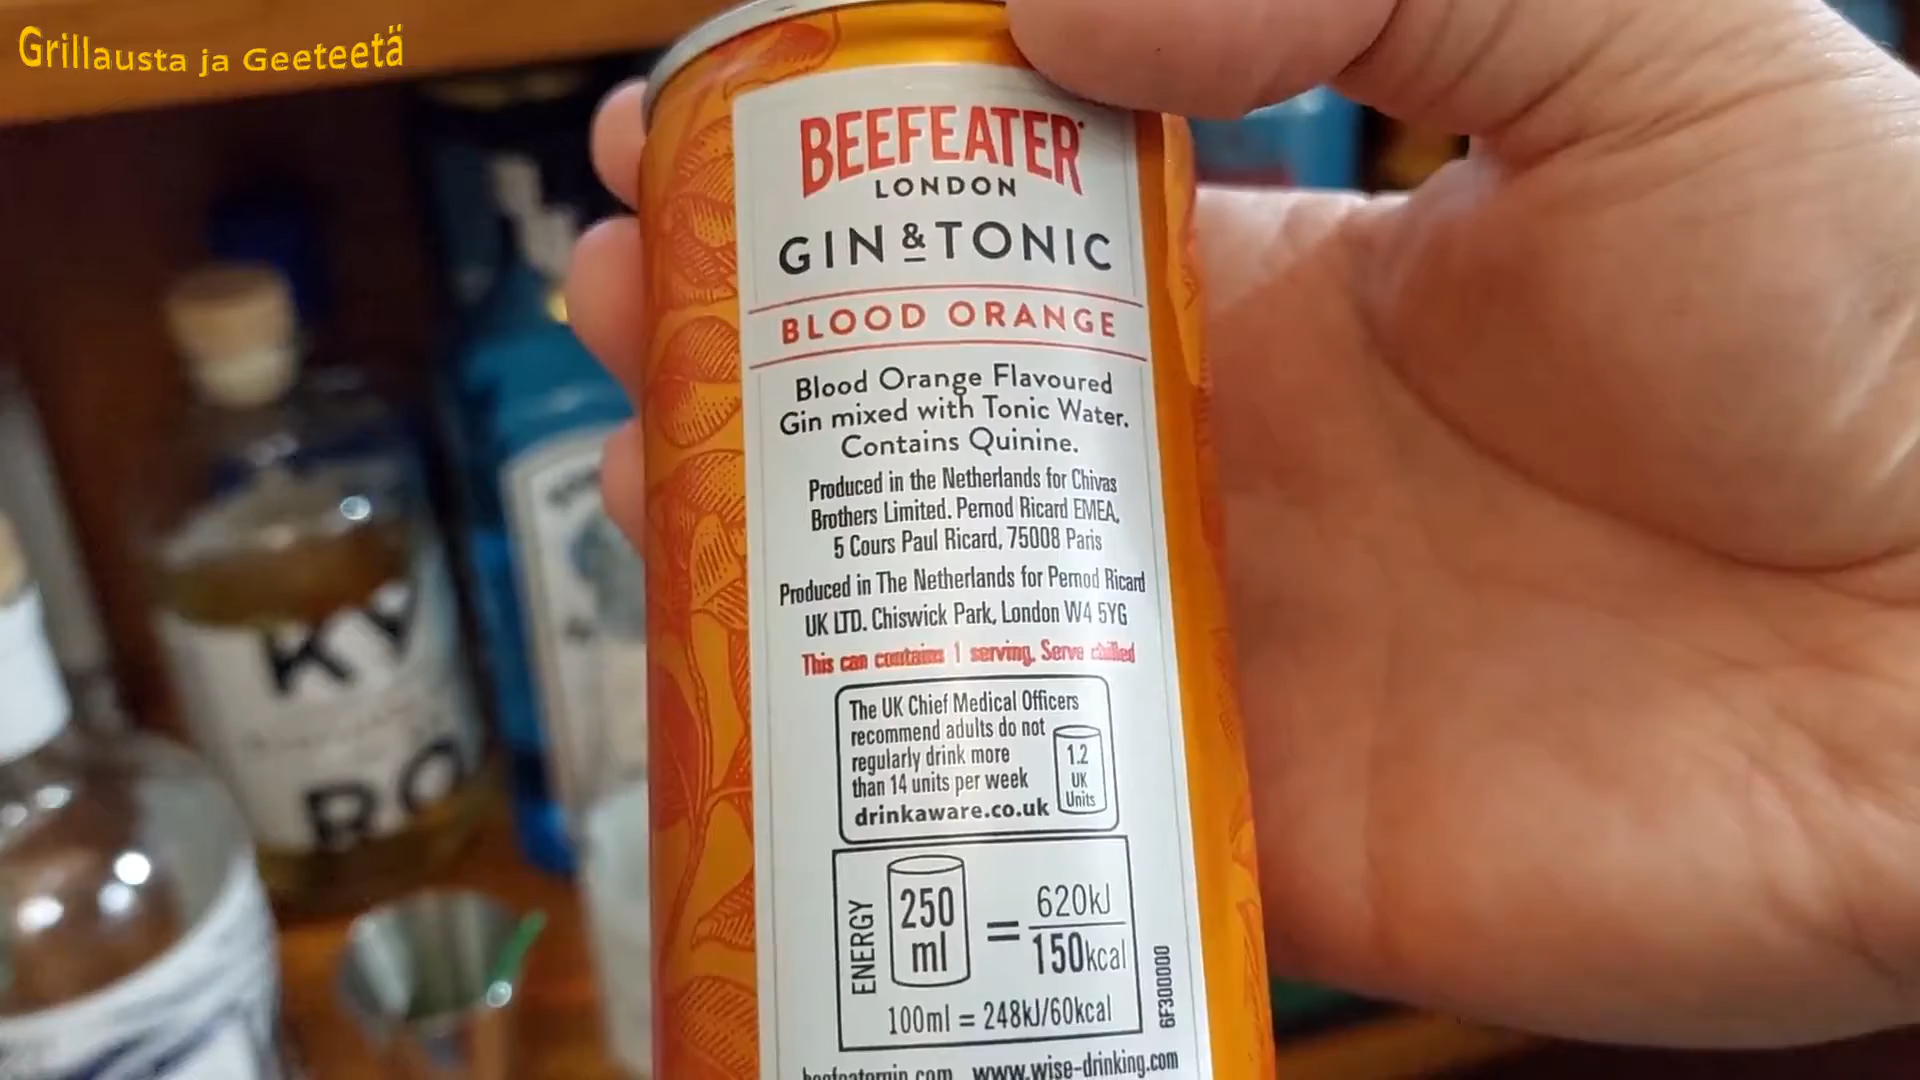 Grillausta ja Geeteetä
BEEFEATER
LONDON
GIN & TONIC
BLOOD ORANGE
Blood Orange Flavoured
Gin mixed with Tonic Water.
Contains Quinine.
Produced in the Netherlands for Chivas
Brothers Limited. Pernod Ricard EMEA,
5 Cours Paul Ricard, 75008 Paris
Produced in The Netherlands for Pernod Ricard
UK LTD. Chiswick Park, London W4 5YG
This can contains 1 serving. Serve chilled
The UK Chief Medical Officers
recommend adults do not
regularly drink more
than 14 units per week
drinkaware.co.uk
1.2
UK
Units
ENERGY
250
ml
=
620kJ
150kcal
100ml = 248kJ/60kcal
6F300000
beefeatergin.com www.wise-drinking.com
KY
RO